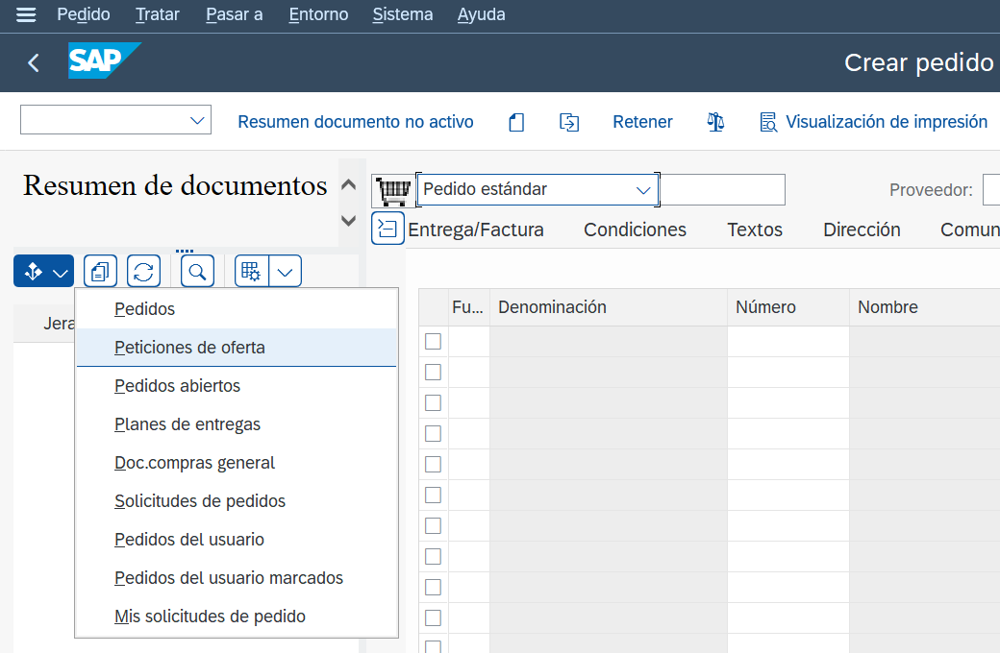 Pedido Tratar Pasar a Entorno Sistema Ayuda
SAP Crear pedido
Resumen documento no activo Retener Visualización de impresión
Resumen de documentos
Pedido estándar Proveedor:
Entrega/Factura Condiciones Textos Dirección Comun
Jera
Pedidos
Peticiones de oferta
Pedidos abiertos
Planes de entregas
Doc.compras general
Solicitudes de pedidos
Pedidos del usuario
Pedidos del usuario marcados
Mis solicitudes de pedido
Fu... Denominación Número Nombre